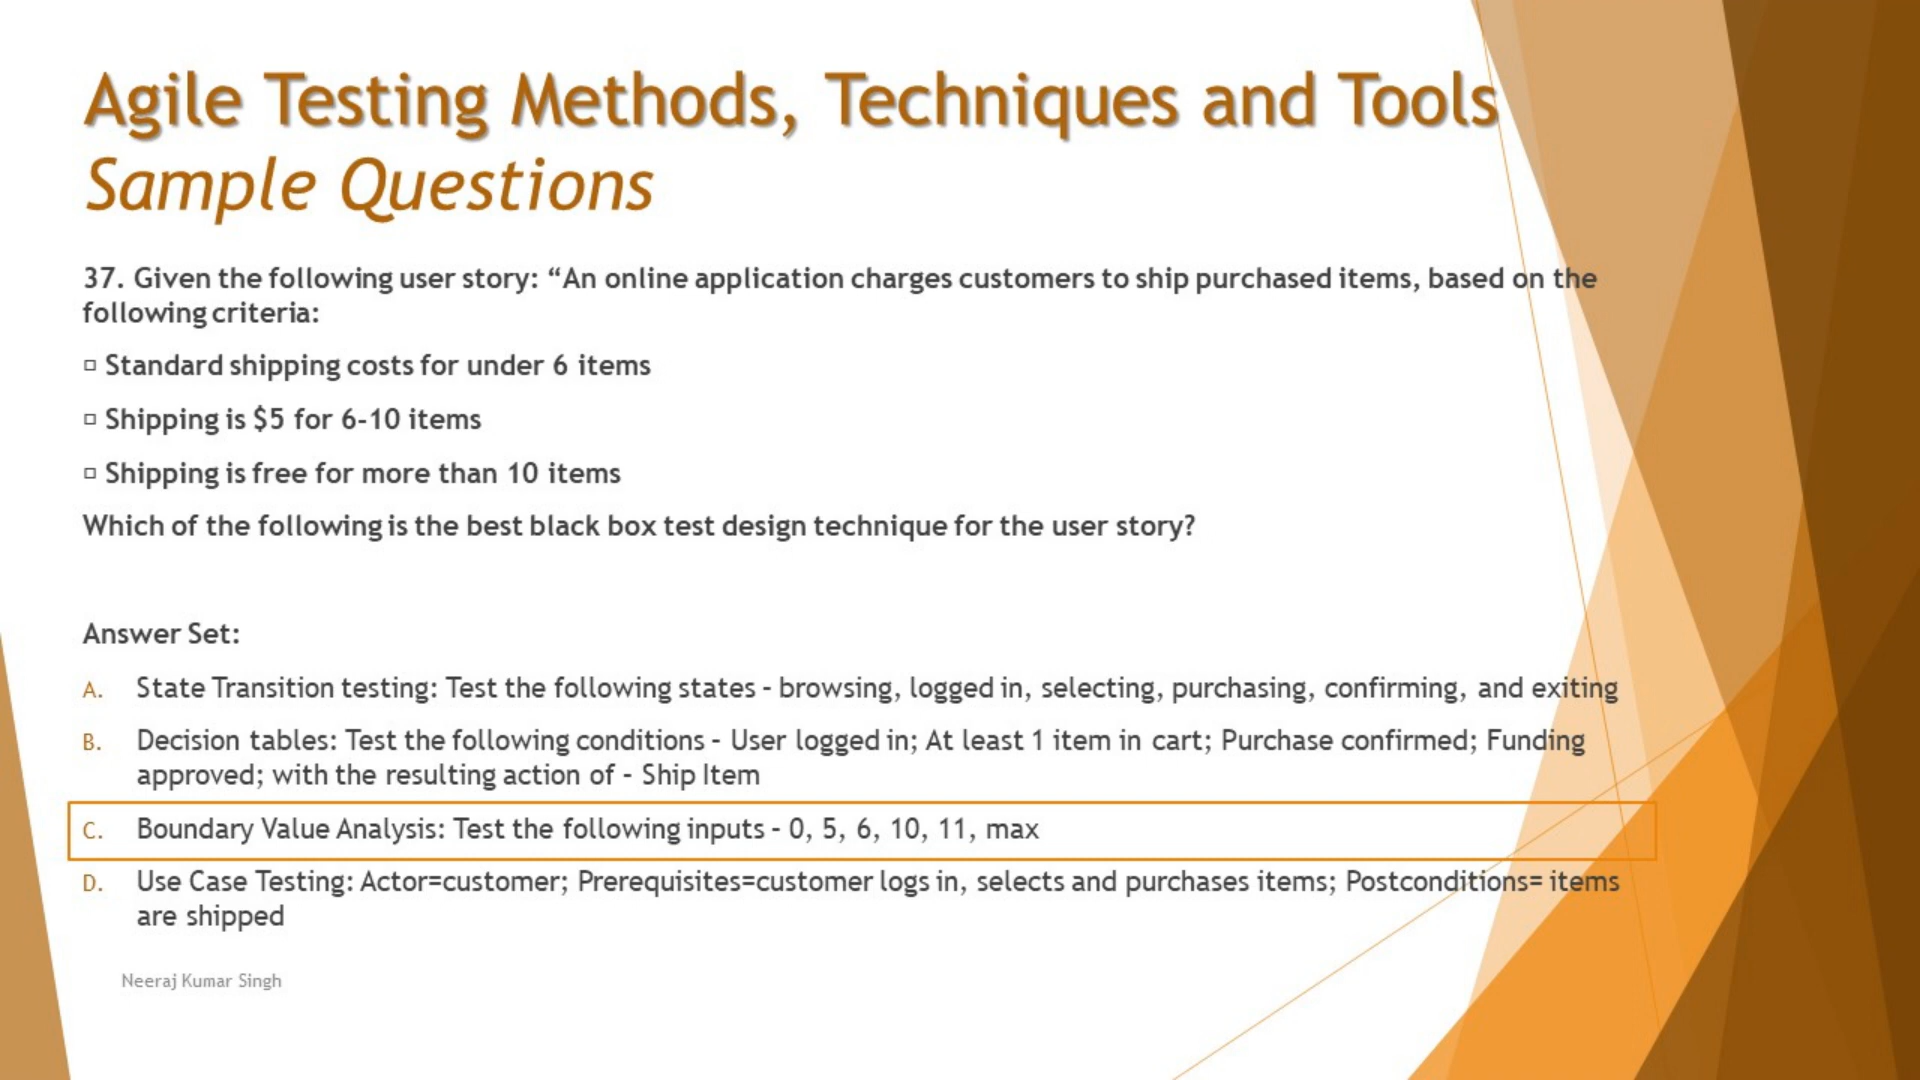 Agile Testing Methods, Techniques and Tools
Sample Questions
37. Given the following user story: “An online application charges customers to ship purchased items, based on the
following criteria:
▫ Standard shipping costs for under 6 items
▫ Shipping is $5 for 6-10 items
▫ Shipping is free for more than 10 items
Which of the following is the best black box test design technique for the user story?
Answer Set:
A. State Transition testing: Test the following states - browsing, logged in, selecting, purchasing, confirming, and exiting
B. Decision tables: Test the following conditions - User logged in; At least 1 item in cart; Purchase confirmed; Funding
approved; with the resulting action of - Ship Item
C. Boundary Value Analysis: Test the following inputs - 0, 5, 6, 10, 11, max
D. Use Case Testing: Actor=customer; Prerequisites=customer logs in, selects and purchases items; Postconditions= items
are shipped
Neeraj Kumar Singh